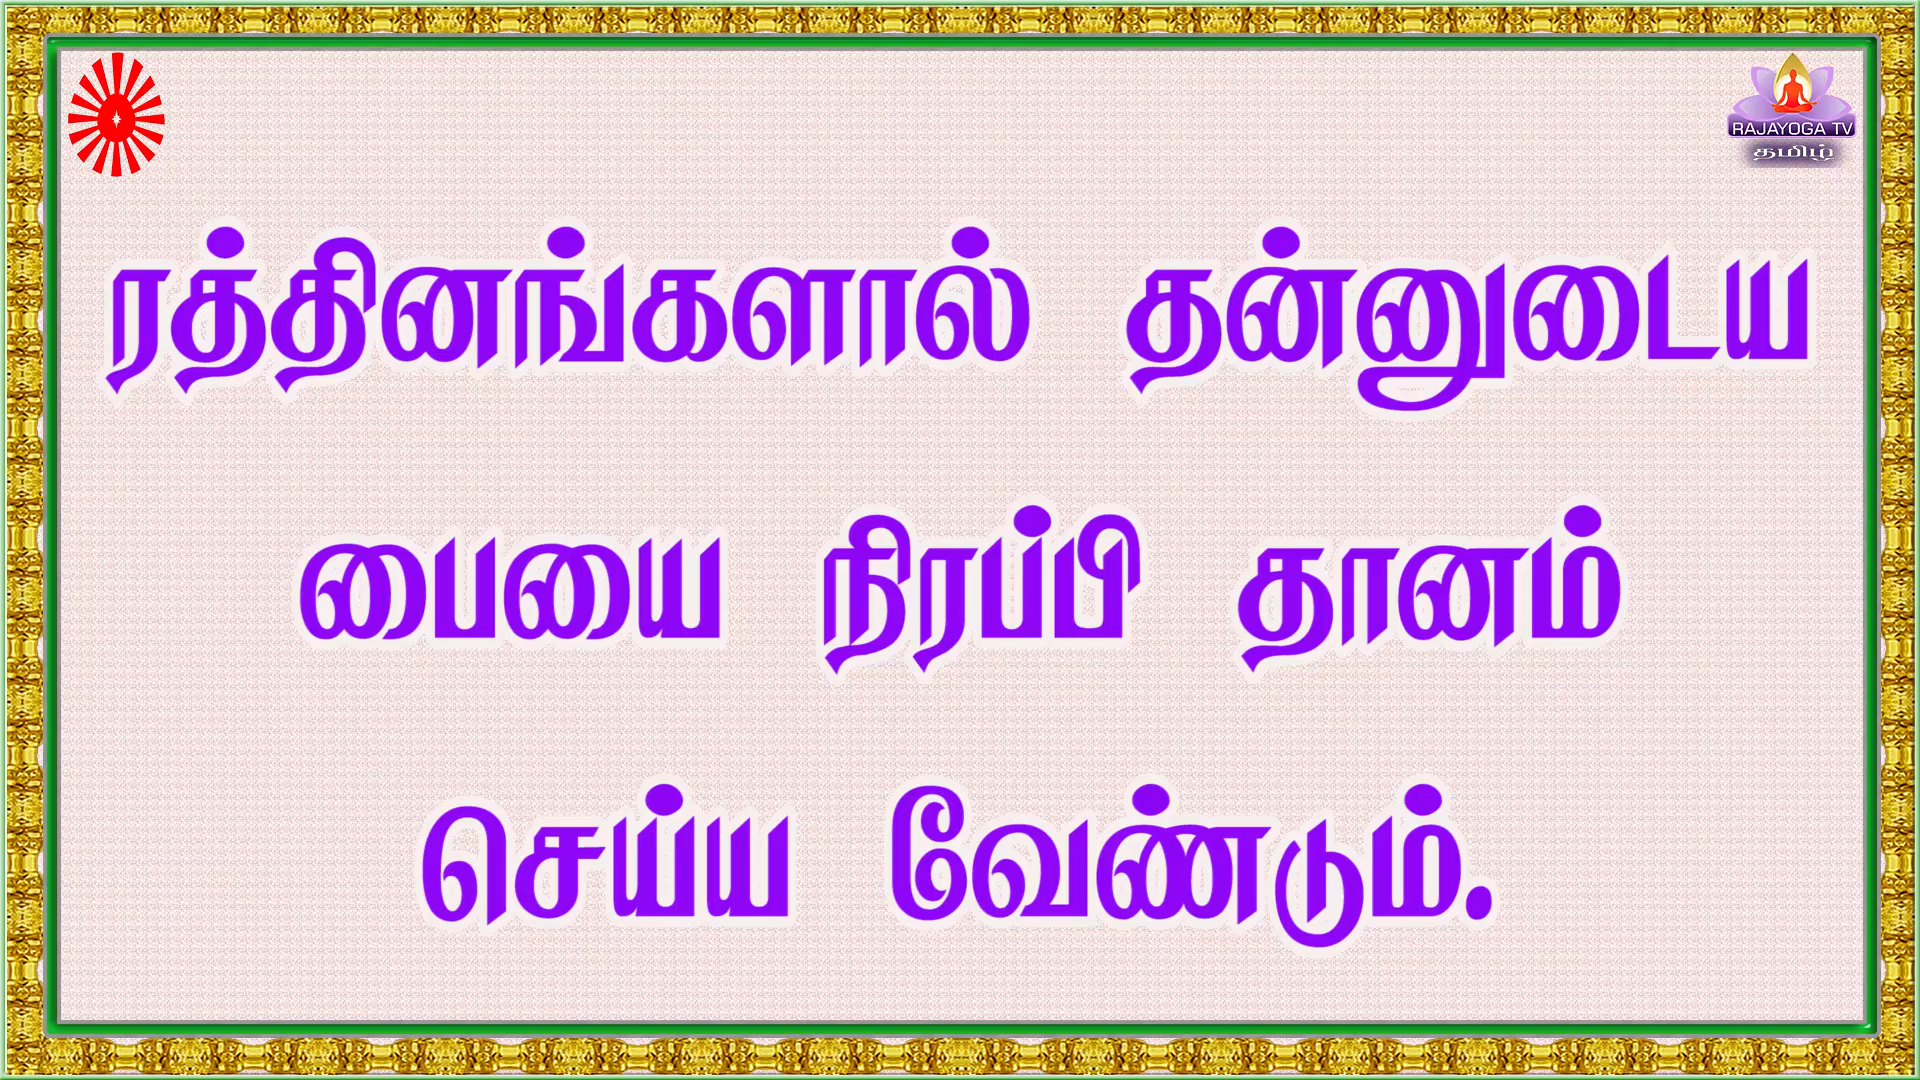 RAJAYOGA TV
தமிழ்
ரத்தினங்களால் தன்னுடைய
பையை நிரப்பி தானம்
செய்ய வேண்டும்.